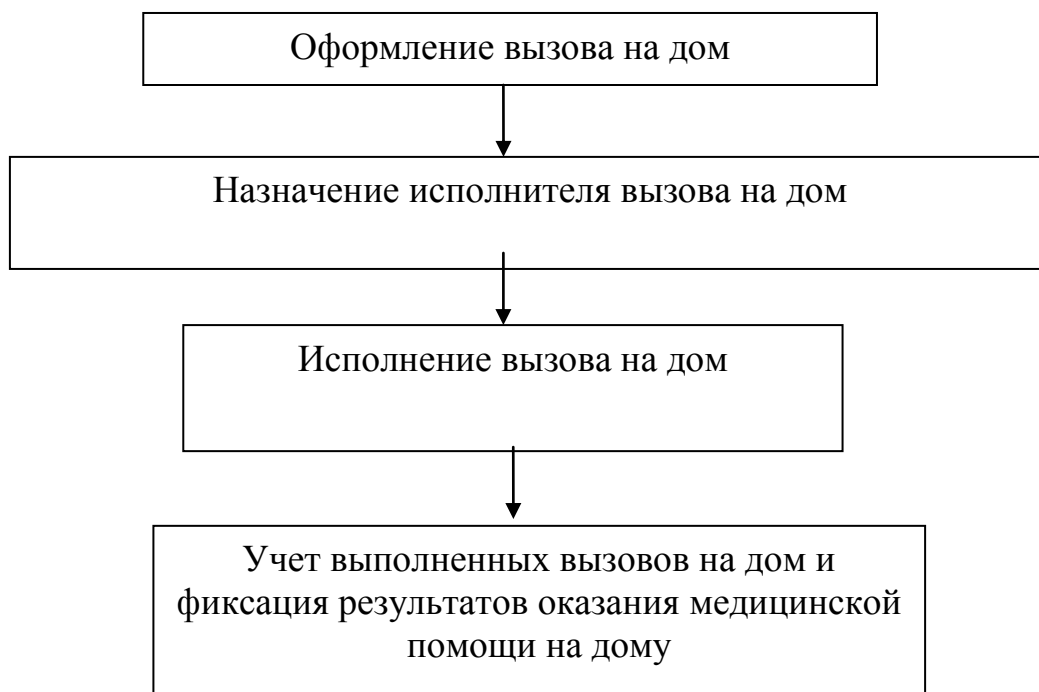 Оформление вызова на дом
Назначение исполнителя вызова на дом
Исполнение вызова на дом
Учет выполненных вызовов на дом и
фиксация результатов оказания медицинской
помощи на дому